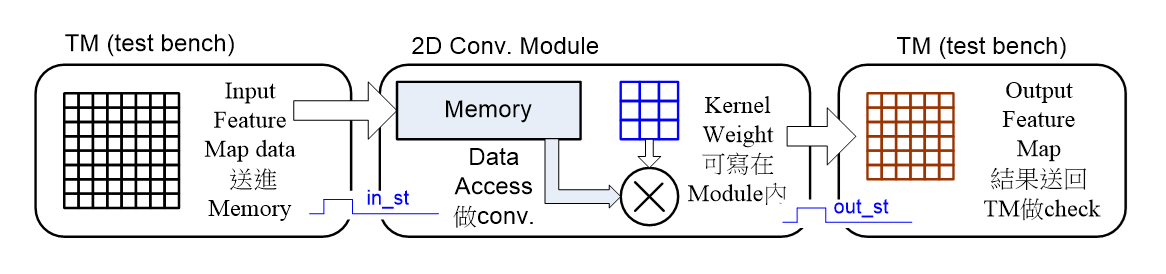 TM (test bench)
Input
Feature
Map data
送進
Memory
in_st
2D Conv. Module
Memory
Data
Access
做conv.
Kernel
Weight
可寫在
Module內
out_st
TM (test bench)
Output
Feature
Map
結果送回
TM做check